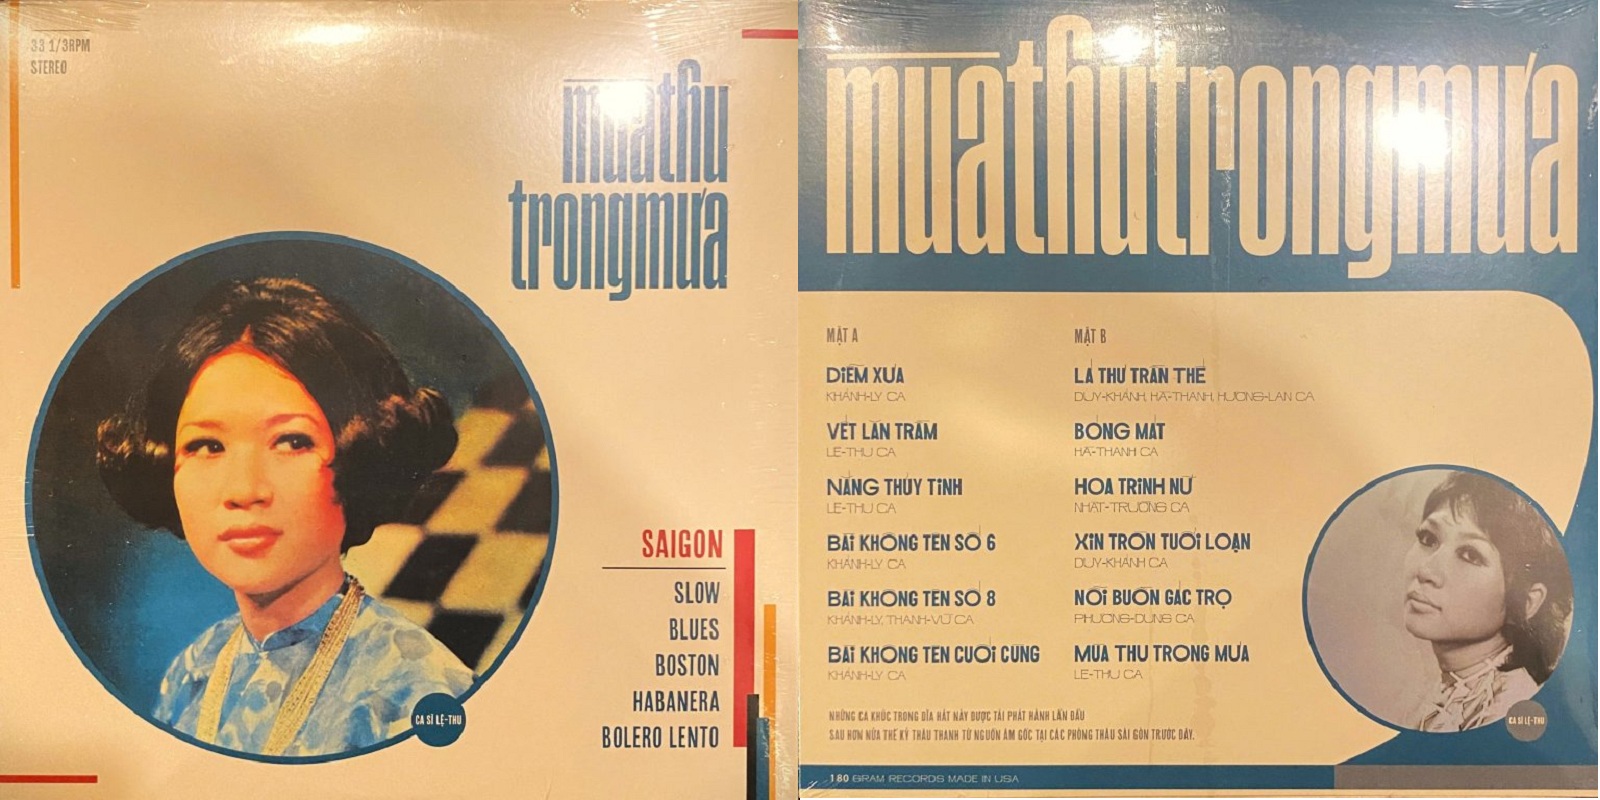 33 1/3RPM
STEREO
mùathu
trongmưa
SAIGON
SLOW
BLUES
BOSTON
HABANERA
BOLERO LENTO
CA SĨ LỆ-THU
mùathutrongmưa
MẶT A
DIỄM XƯA
KHÁNH-LY CA
VẾT LĂN TRẦM
LỆ-THU CA
NẮNG THỦY TINH
LỆ-THU CA
BÀI KHÔNG TÊN SỐ 6
KHÁNH-LY CA
BÀI KHÔNG TÊN SỐ 8
KHÁNH-LY, THANH-VŨ CA
BÀI KHÔNG TÊN CUỐI CÙNG
KHÁNH-LY CA
MẶT B
LÁ THƯ TRẦN THẾ
DUY-KHÁNH, HÀ-THANH, HƯƠNG-LAN CA
BÓNG MÁT
HÀ-THANH CA
HOA TRINH NỮ
NHẬT-TRƯỜNG CA
XIN TRỌN TUỔI LOẠN
DUY-KHÁNH CA
NỖI BUỒN GÁC TRỌ
PHƯƠNG-DUNG CA
MÙA THU TRONG MƯA
LỆ-THU CA
CA SĨ LỆ-THU
NHỮNG CA KHÚC TRONG DĨA HÁT NÀY ĐƯỢC TÁI PHÁT HÀNH LẦN ĐẦU
SAU HƠN NỬA THẾ KỶ THÂU THANH TỪ NGUỒN ÂM GỐC TẠI CÁC PHÒNG THÂU SÀI GÒN TRƯỚC ĐÂY.
180 GRAM RECORDS MADE IN USA